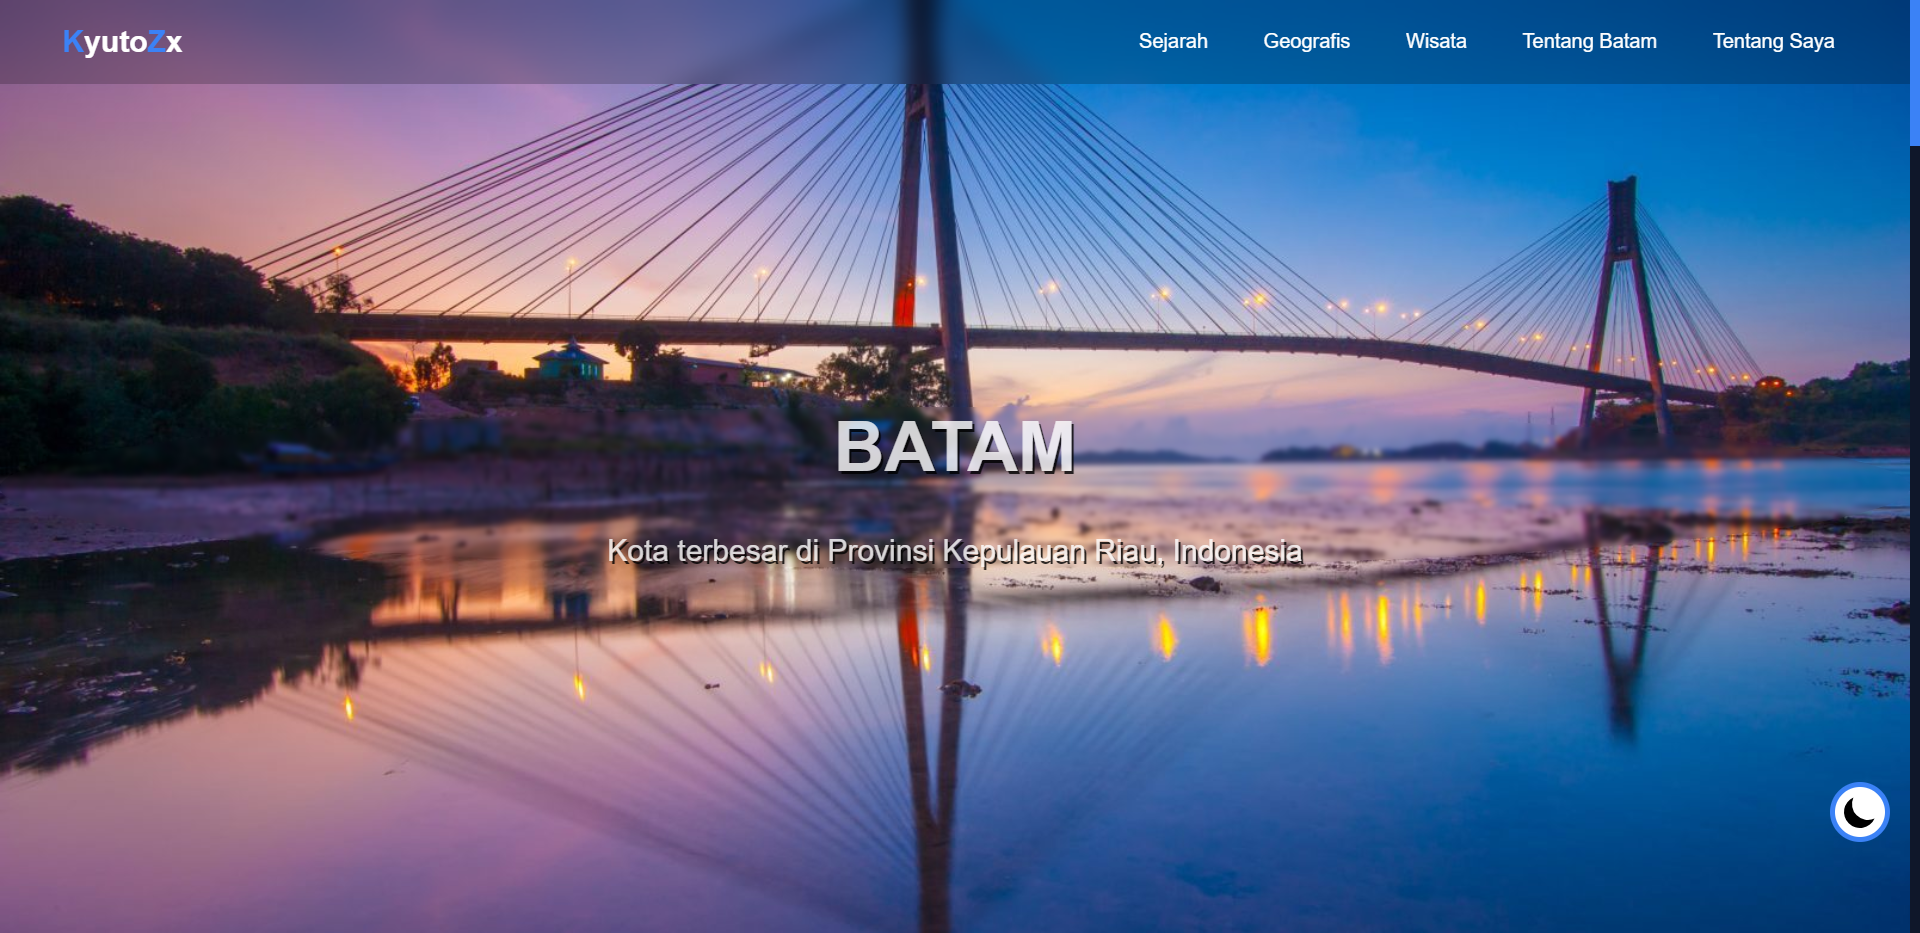 KyutoZx
Sejarah Geografis Wisata Tentang Batam Tentang Saya
BATAM
Kota terbesar di Provinsi Kepulauan Riau, Indonesia